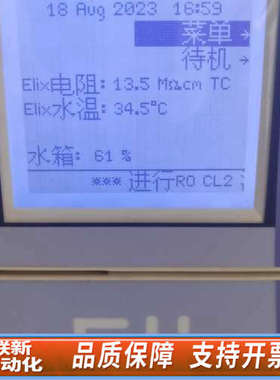 18 Aug 2023 16:59
菜单
待机
Elix电阻: 13.5 MΩcm TC
Elix水温: 34.5°C
水箱: 61 %
*** 进行RO CL2
联新
动化
品质保障 支持开票